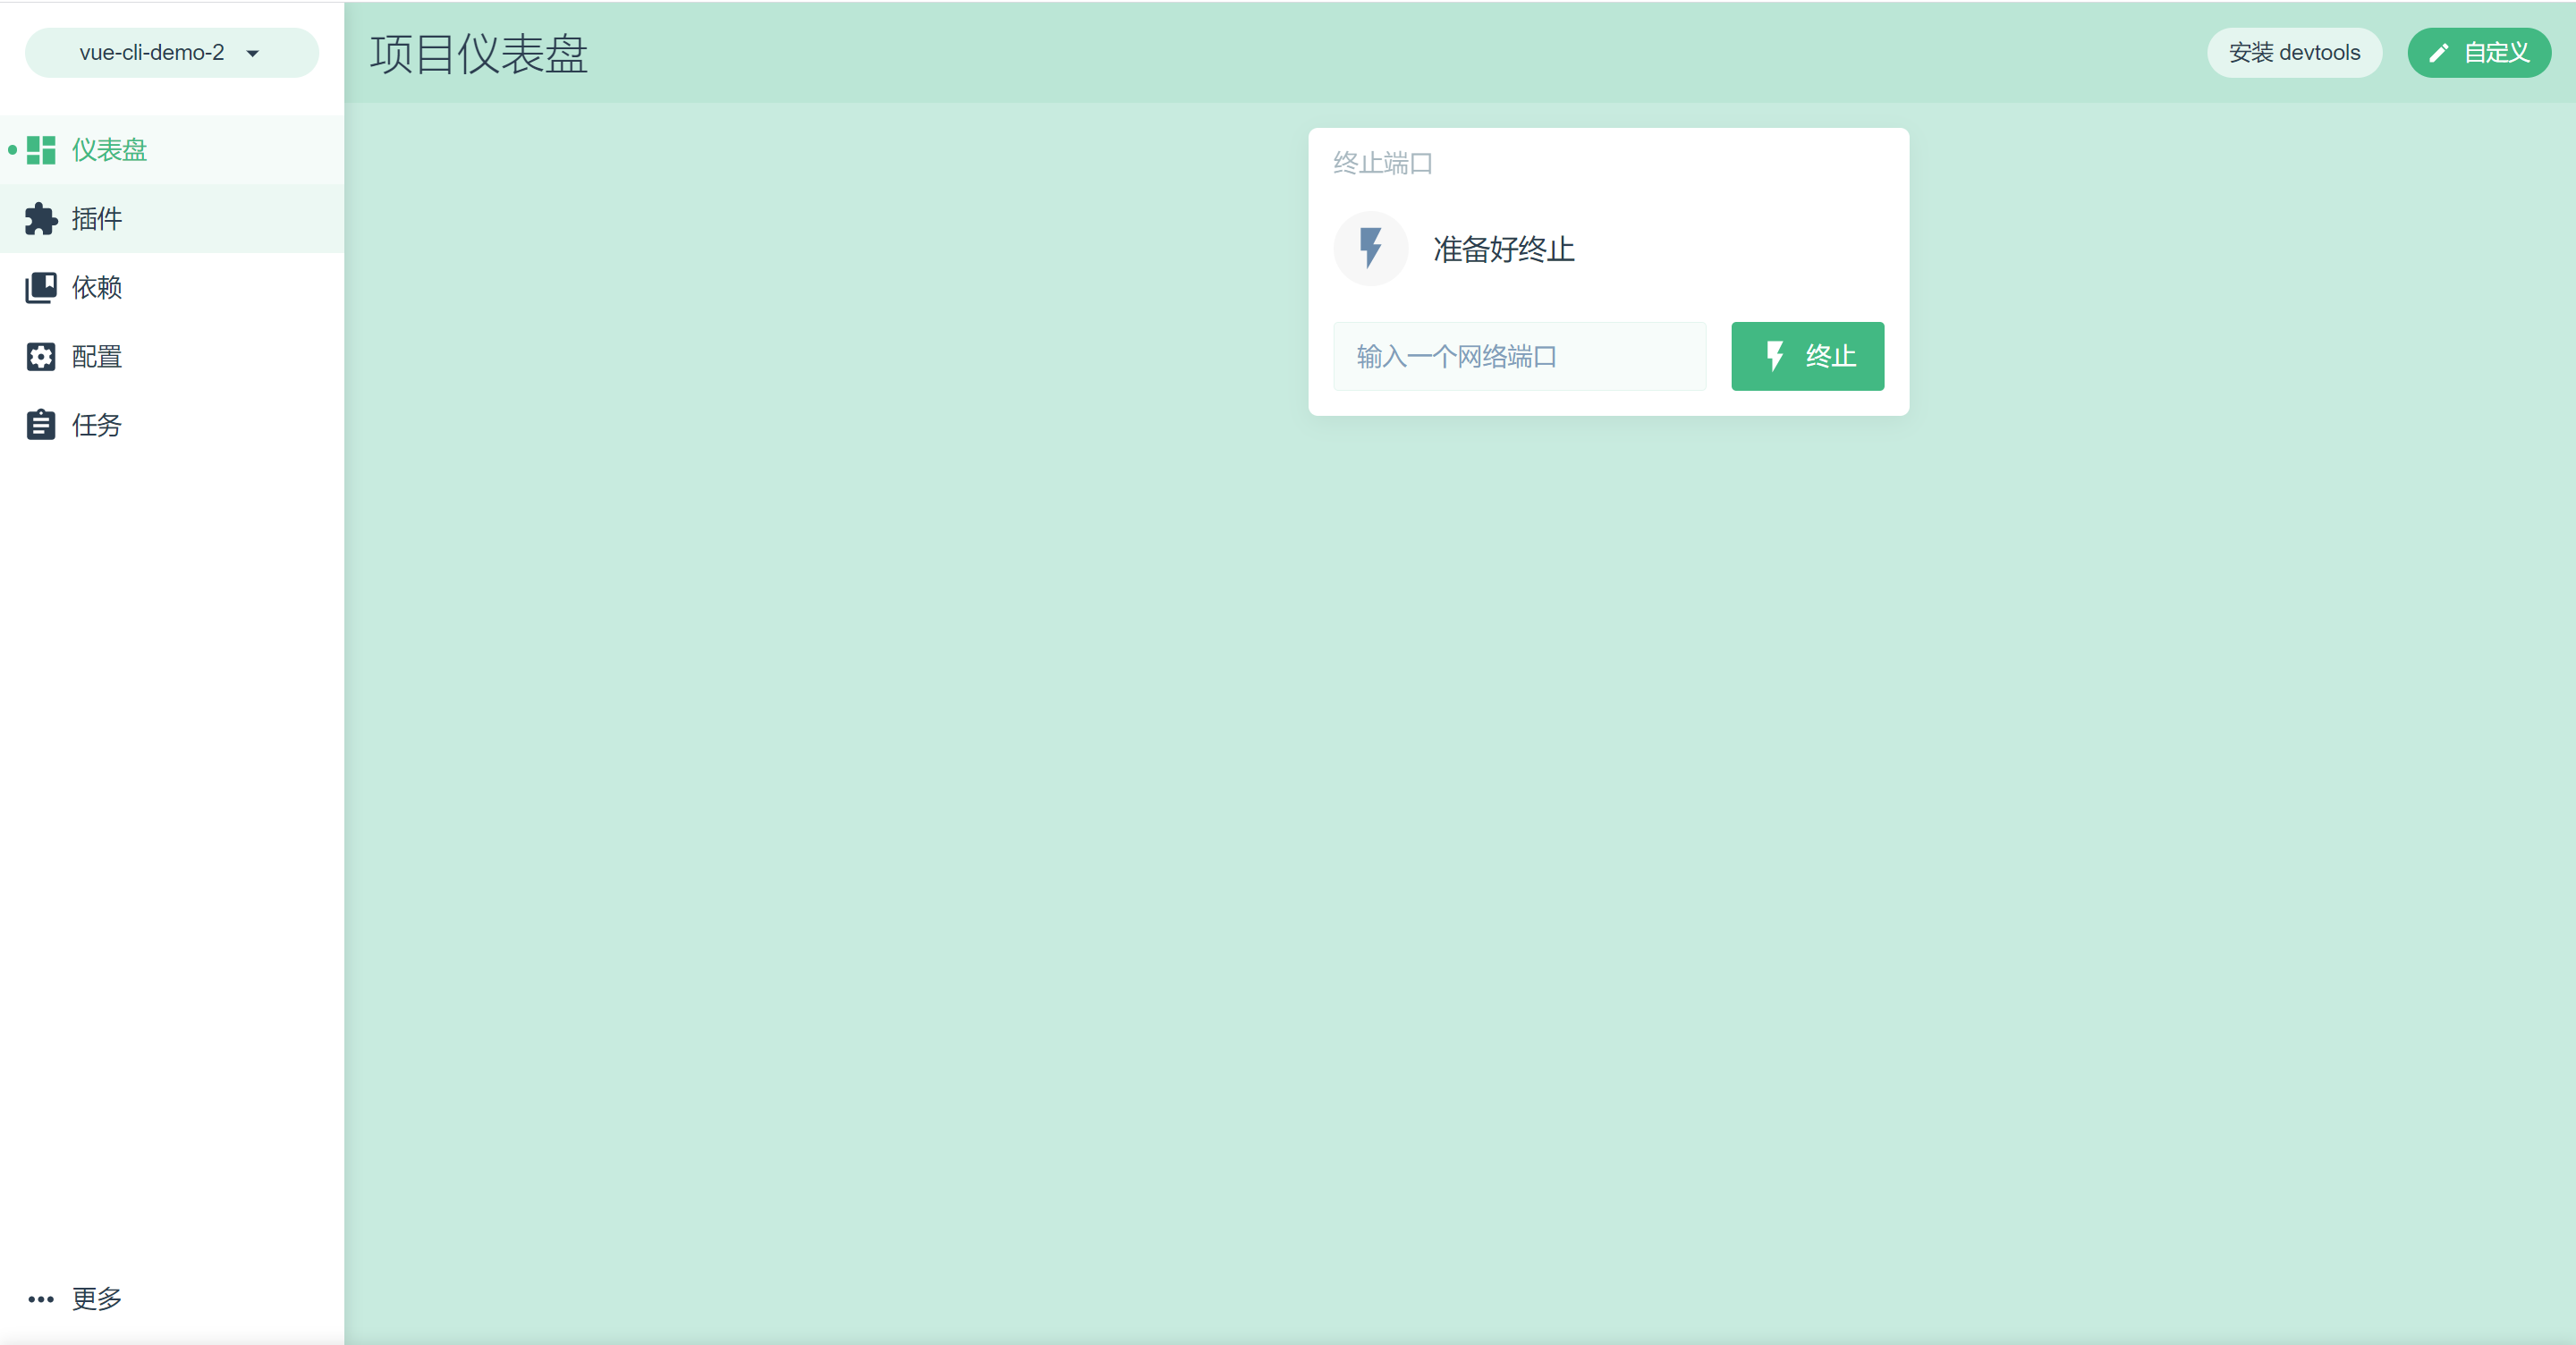 vue-cli-demo-2
仪表盘
插件
依赖
配置
任务
更多
项目仪表盘
安装 devtools
自定义
终止端口
准备好终止
输入一个网络端口
终止